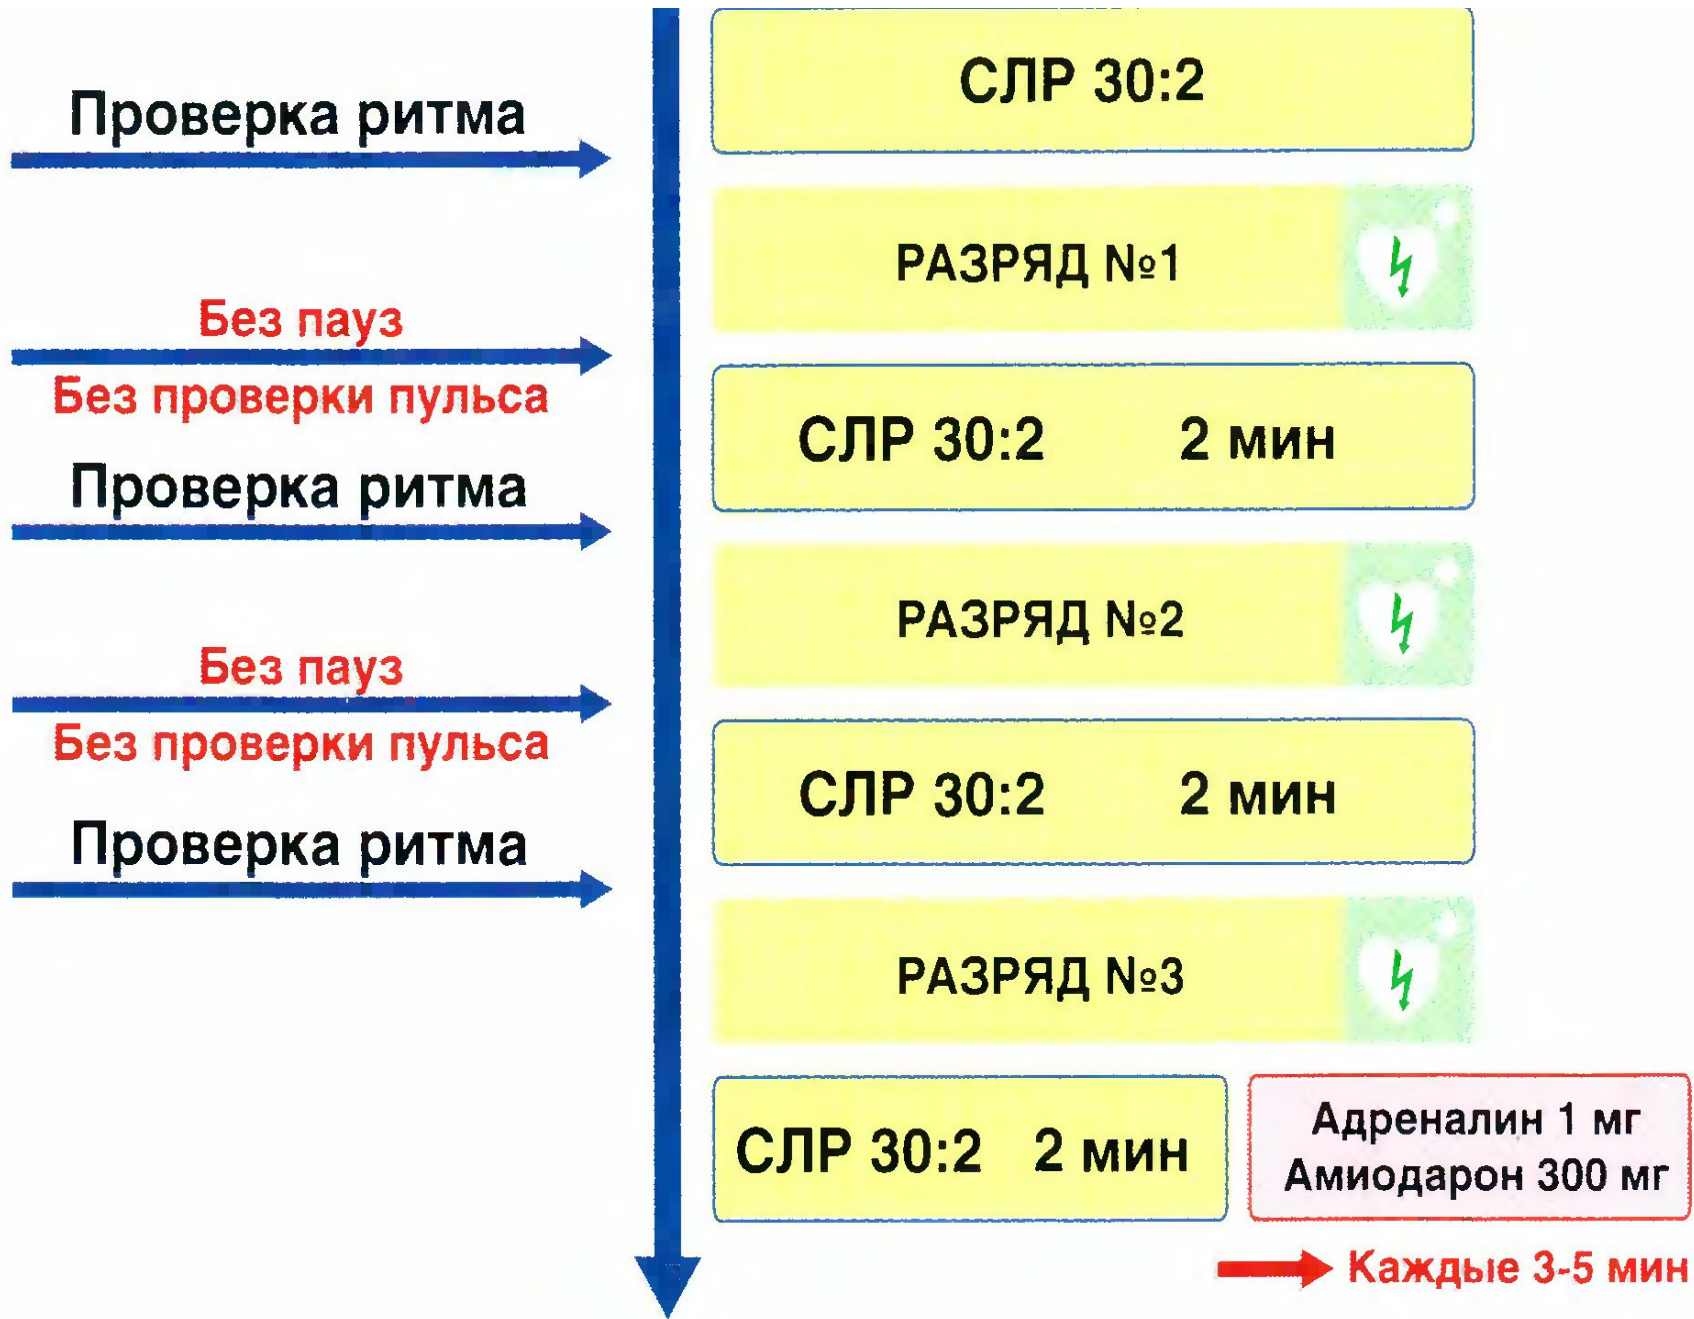 СЛР 30:2
Проверка ритма
РАЗРЯД №1
Без пауз
Без проверки пульса
СЛР 30:2 2 мин
Проверка ритма
РАЗРЯД №2
Без пауз
Без проверки пульса
СЛР 30:2 2 мин
Проверка ритма
РАЗРЯД №3
СЛР 30:2 2 мин
Адреналин 1 мг
Амиодарон 300 мг
Каждые 3-5 мин